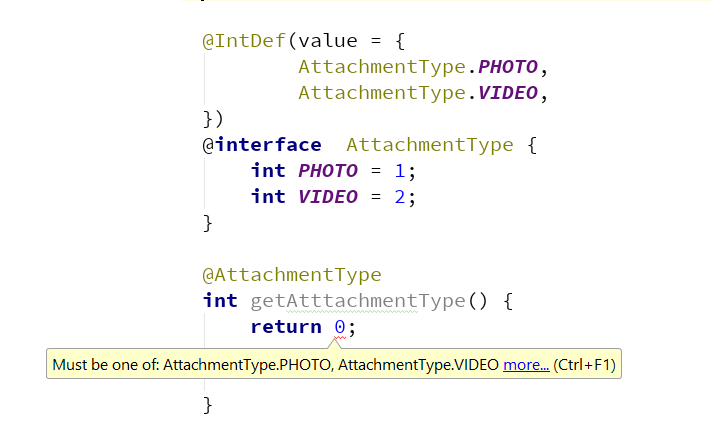 @IntDef(value = {
        AttachmentType.PHOTO,
        AttachmentType.VIDEO,
})
@interface  AttachmentType {
    int PHOTO = 1;
    int VIDEO = 2;
}
@AttachmentType
int getAtttachmentType() {
    return 0;
Must be one of: AttachmentType.PHOTO, AttachmentType.VIDEO more... (Ctrl+F1)
}